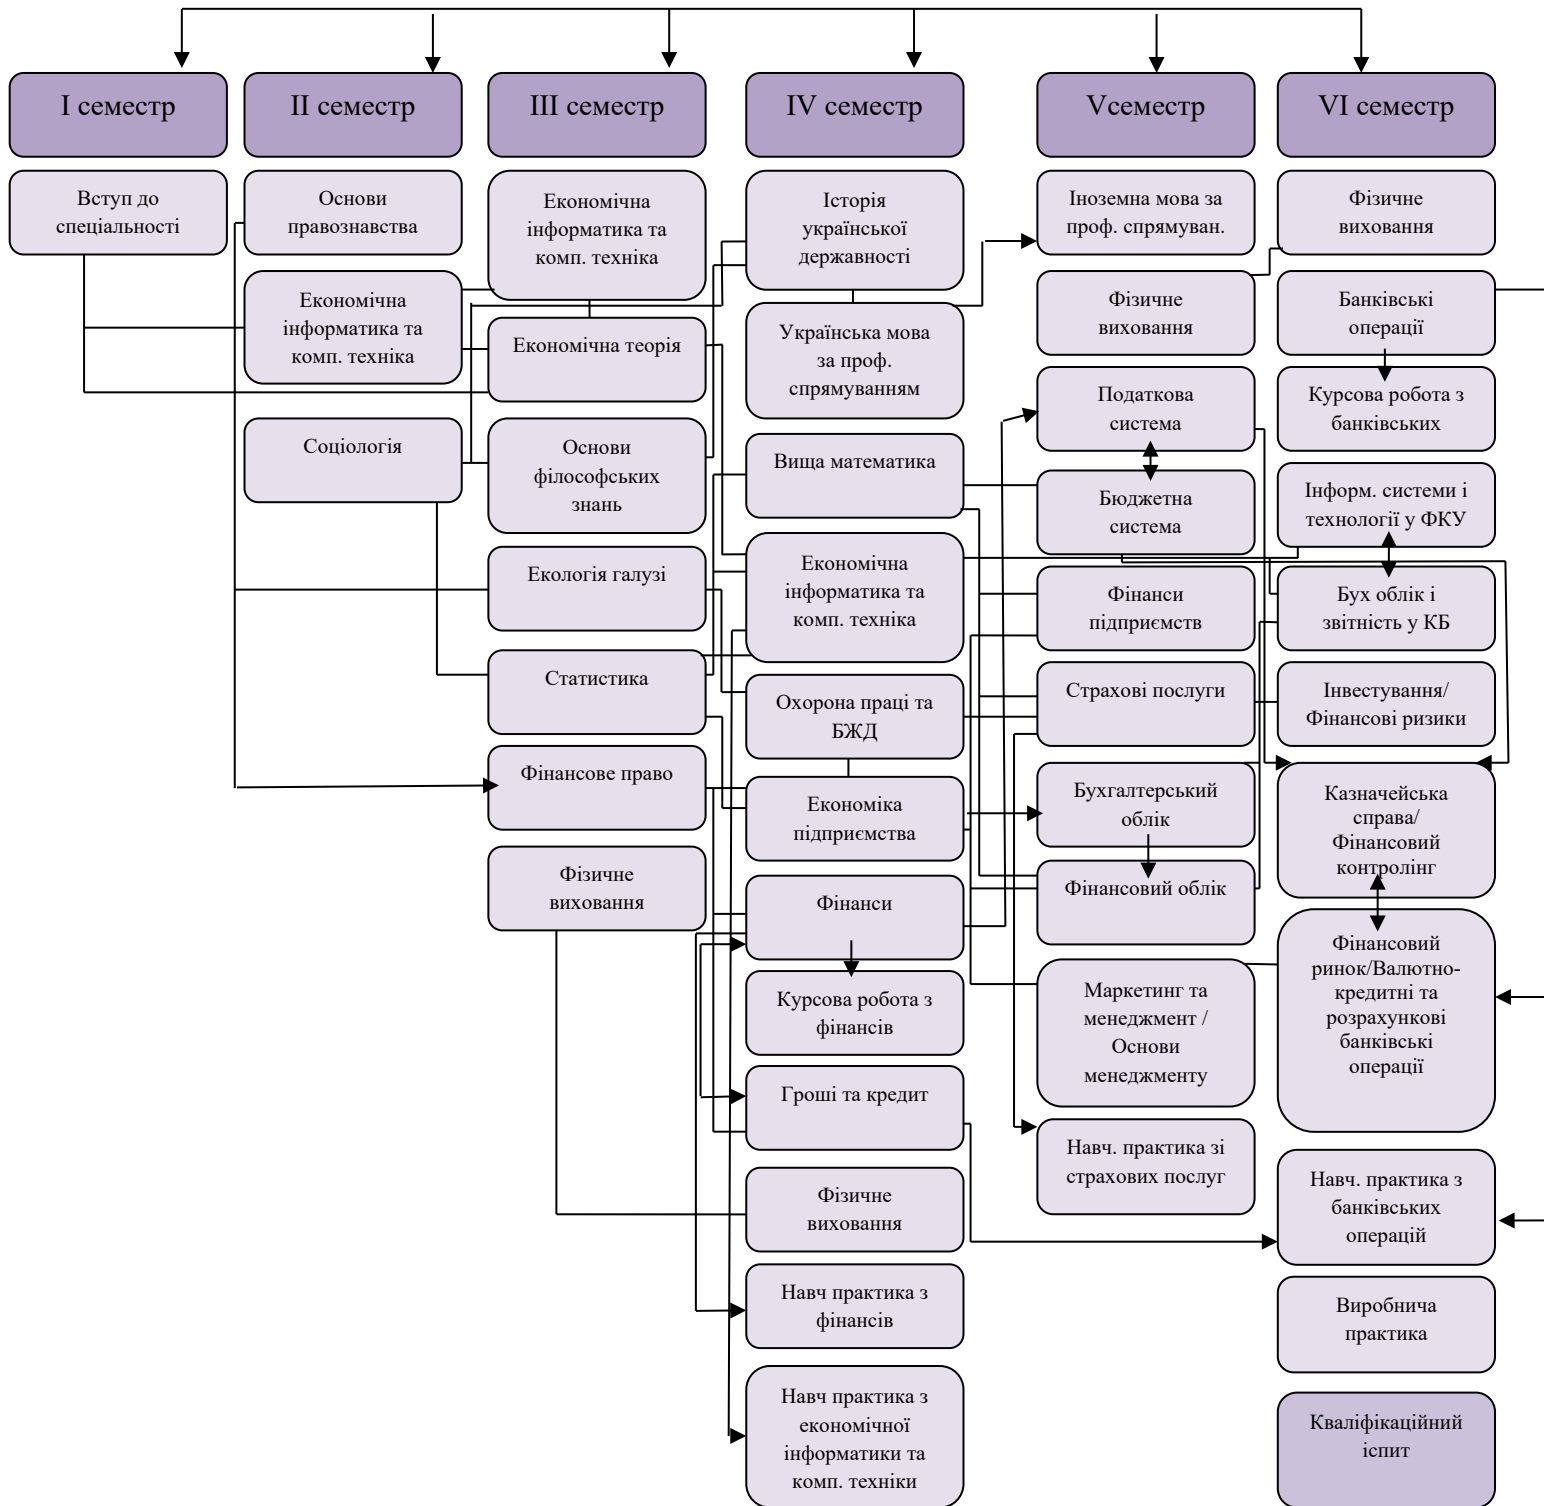 I семестр
II семестр
III семестр
IV семестр
Vсеместр
VI семестр
Вступ до
спеціальності
Основи
правознавства
Економічна
інформатика та
комп. техніка
Соціологія
Економічна
інформатика та
комп. техніка
Економічна теорія
Основи
філософських
знань
Екологія галузі
Статистика
Фінансове право
Фізичне
виховання
Історія
української
державності
Українська мова
за проф.
спрямуванням
Вища математика
Економічна
інформатика та
комп. техніка
Охорона праці та
БЖД
Економіка
підприємства
Фінанси
Курсова робота з
фінансів
Гроші та кредит
Фізичне
виховання
Навч практика з
фінансів
Навч практика з
економічної
інформатики та
комп. техніки
Іноземна мова за
проф. спрямуван.
Фізичне
виховання
Податкова
система
Бюджетна
система
Фінанси
підприємств
Страхові послуги
Бухгалтерський
облік
Фінансовий облік
Маркетинг та
менеджмент /
Основи
менеджменту
Навч. практика зі
страхових послуг
Фізичне
виховання
Банківські
операції
Курсова робота з
банківських
Інформ. системи і
технології у ФКУ
Бух облік і
звітність у КБ
Інвестування/
Фінансові ризики
Казначейська
справа/
Фінансовий
контролінг
Фінансовий
ринок/Валютно-
кредитні та
розрахункові
банківські
операції
Навч. практика з
банківських
операцій
Виробнича
практика
Кваліфікаційний
іспит